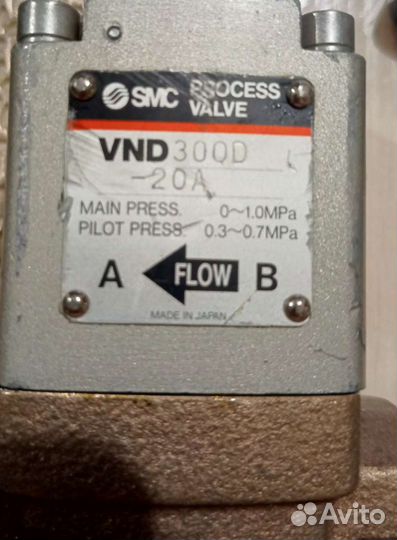 SMC PROCESS
VALVE
VND300D
-20A
MAIN PRESS. 0~1.0MPa
PILOT PRESS 0.3~0.7MPa
A FLOW B
MADE IN JAPAN
Avito